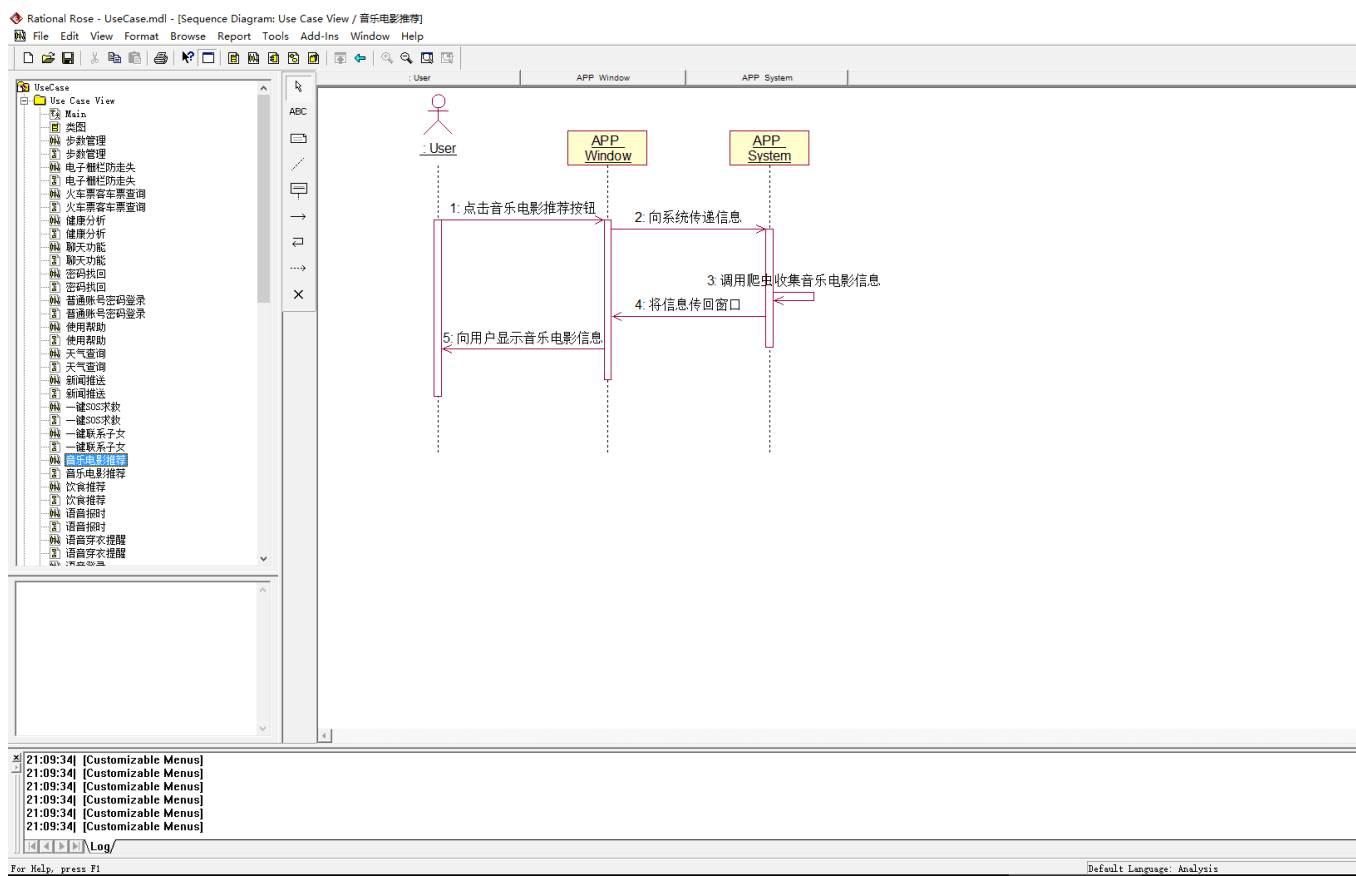 Rational Rose - UseCase.mdl - [Sequence Diagram: Use Case View / 音乐电影推荐]
File Edit View Format Browse Report Tools Add-Ins Window Help
UseCase
Use Case View
Main
类图
步数管理
步数管理
电子栅栏防走失
电子栅栏防走失
火车票客车票查询
火车票客车票查询
健康分析
健康分析
聊天功能
聊天功能
密码找回
密码找回
普通账号密码登录
普通账号密码登录
使用帮助
使用帮助
天气查询
天气查询
新闻推送
新闻推送
一键SOS求救
一键SOS求救
一键联系子女
一键联系子女
音乐电影推荐
音乐电影推荐
饮食推荐
饮食推荐
语音报时
语音报时
语音穿衣提醒
语音穿衣提醒
ABC
: User APP Window APP System
: User
APP
Window
APP
System
1: 点击音乐电影推荐按钮
2: 向系统传递信息
3: 调用爬虫收集音乐电影信息
4: 将信息传回窗口
5: 向用户显示音乐电影信息
21:09:34| [Customizable Menus]
21:09:34| [Customizable Menus]
21:09:34| [Customizable Menus]
21:09:34| [Customizable Menus]
21:09:34| [Customizable Menus]
21:09:34| [Customizable Menus]
Log
For Help, press F1 Default Language: Analysis